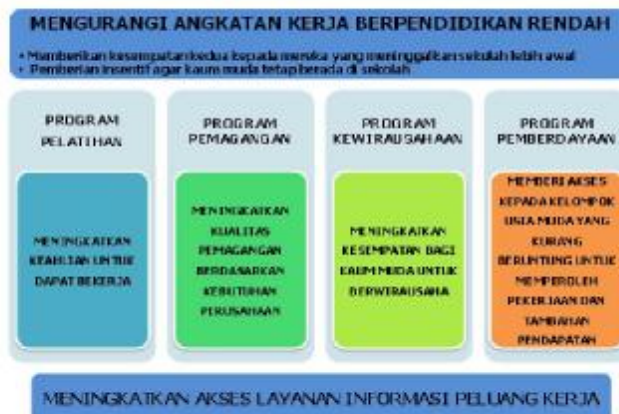 MENGURANGI ANGKATAN KERJA BERPENDIDIKAN RENDAH
• Memberikan kesempatan kedua kepada mereka yang meninggalkan sekolah lebih awal
• Pemberian insentif agar kaum muda tetap berada di sekolah
PROGRAM
PELATIHAN
MENINGKATKAN
KEAHLIAN UNTUK
DAPAT BEKERJA
PROGRAM
PEMAGANGAN
MENINGKATKAN
KUALITAS
PEMAGANGAN
BERDASARKAN
KEBUTUHAN
PERUSAHAAN
PROGRAM
KEWIRAUSAHAAN
MENINGKATKAN
KESEMPATAN BAGI
KAUM MUDA UNTUK
BERWIRAUSAHA
PROGRAM
PEMBERDAYAAN
MEMBERI AKSES
KEPADA KELOMPOK
USIA MUDA YANG
KURANG
BERUNTUNG UNTUK
MEMPEROLEH
PEKERJAAN DAN
TAMBAHAN
PENDAPATAN
MENINGKATKAN AKSES LAYANAN INFORMASI PELUANG KERJA